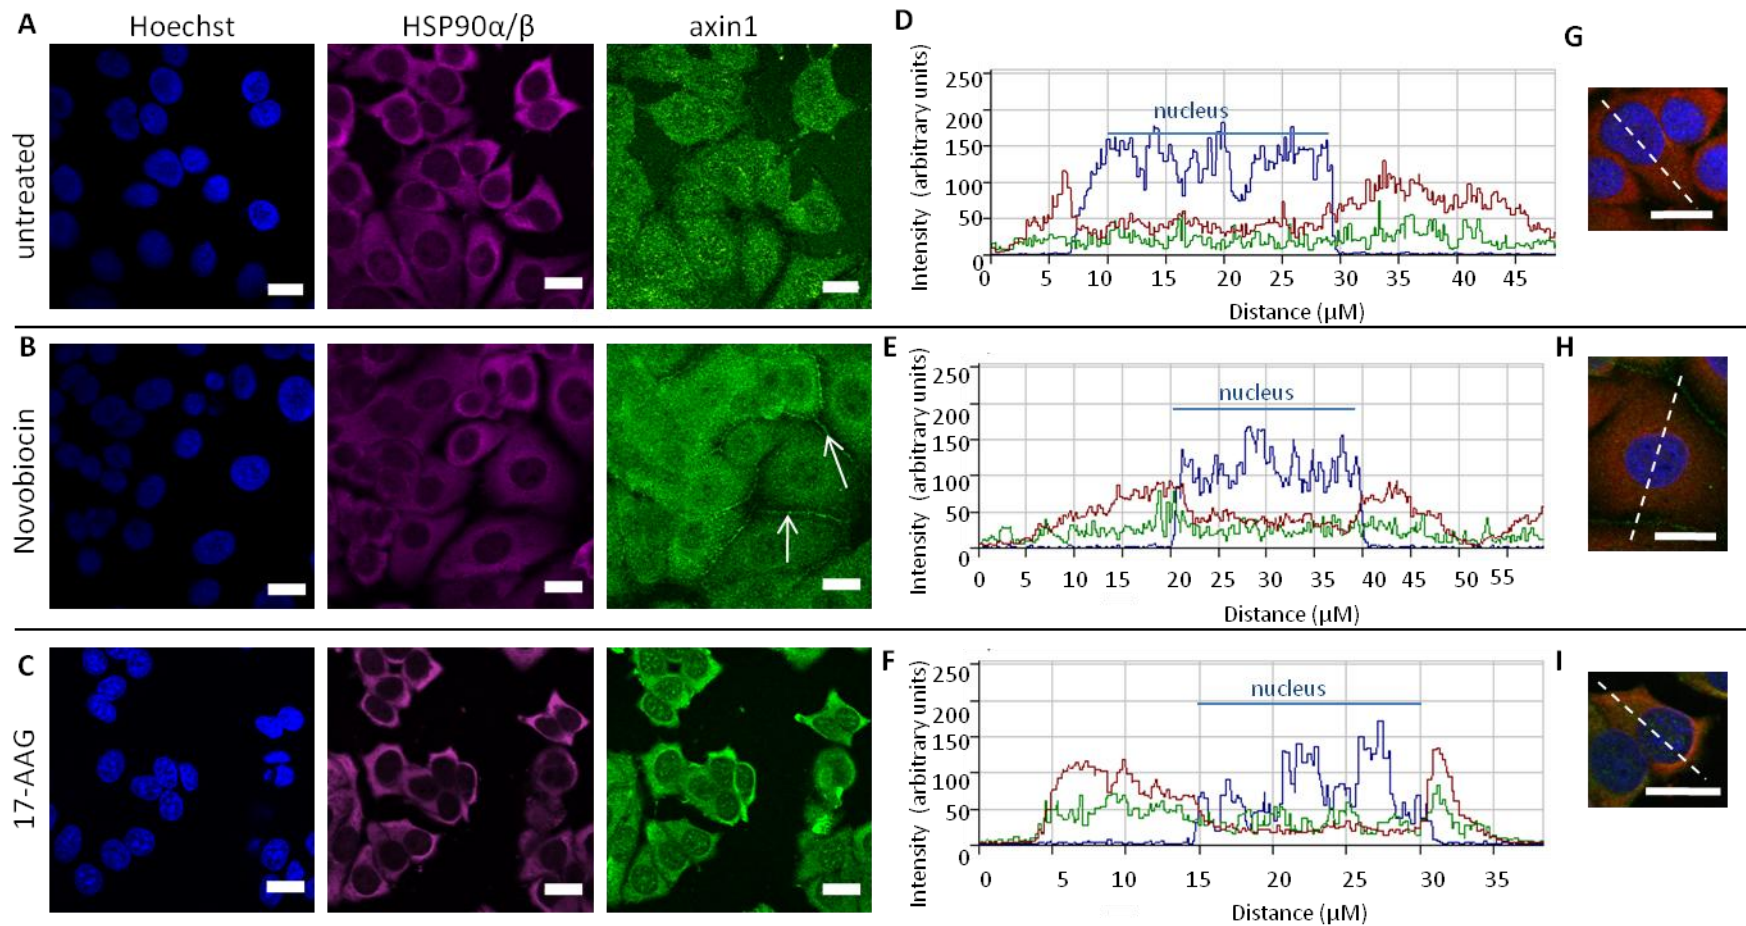 A
Hoechst
HSP90α/β
axin1
untreated
D
250
200
150
100
50
0
Intensity (arbitrary units)
nucleus
0 5 10 15 20 25 30 35 40 45
Distance (µM)
G
B
Novobiocin
E
250
200
150
100
50
0
Intensity (arbitrary units)
nucleus
0 5 10 15 20 25 30 35 40 45 50 55
Distance (µM)
H
C
17-AAG
F
250
200
150
100
50
0
Intensity (arbitrary units)
nucleus
0 5 10 15 20 25 30 35
Distance (µM)
I